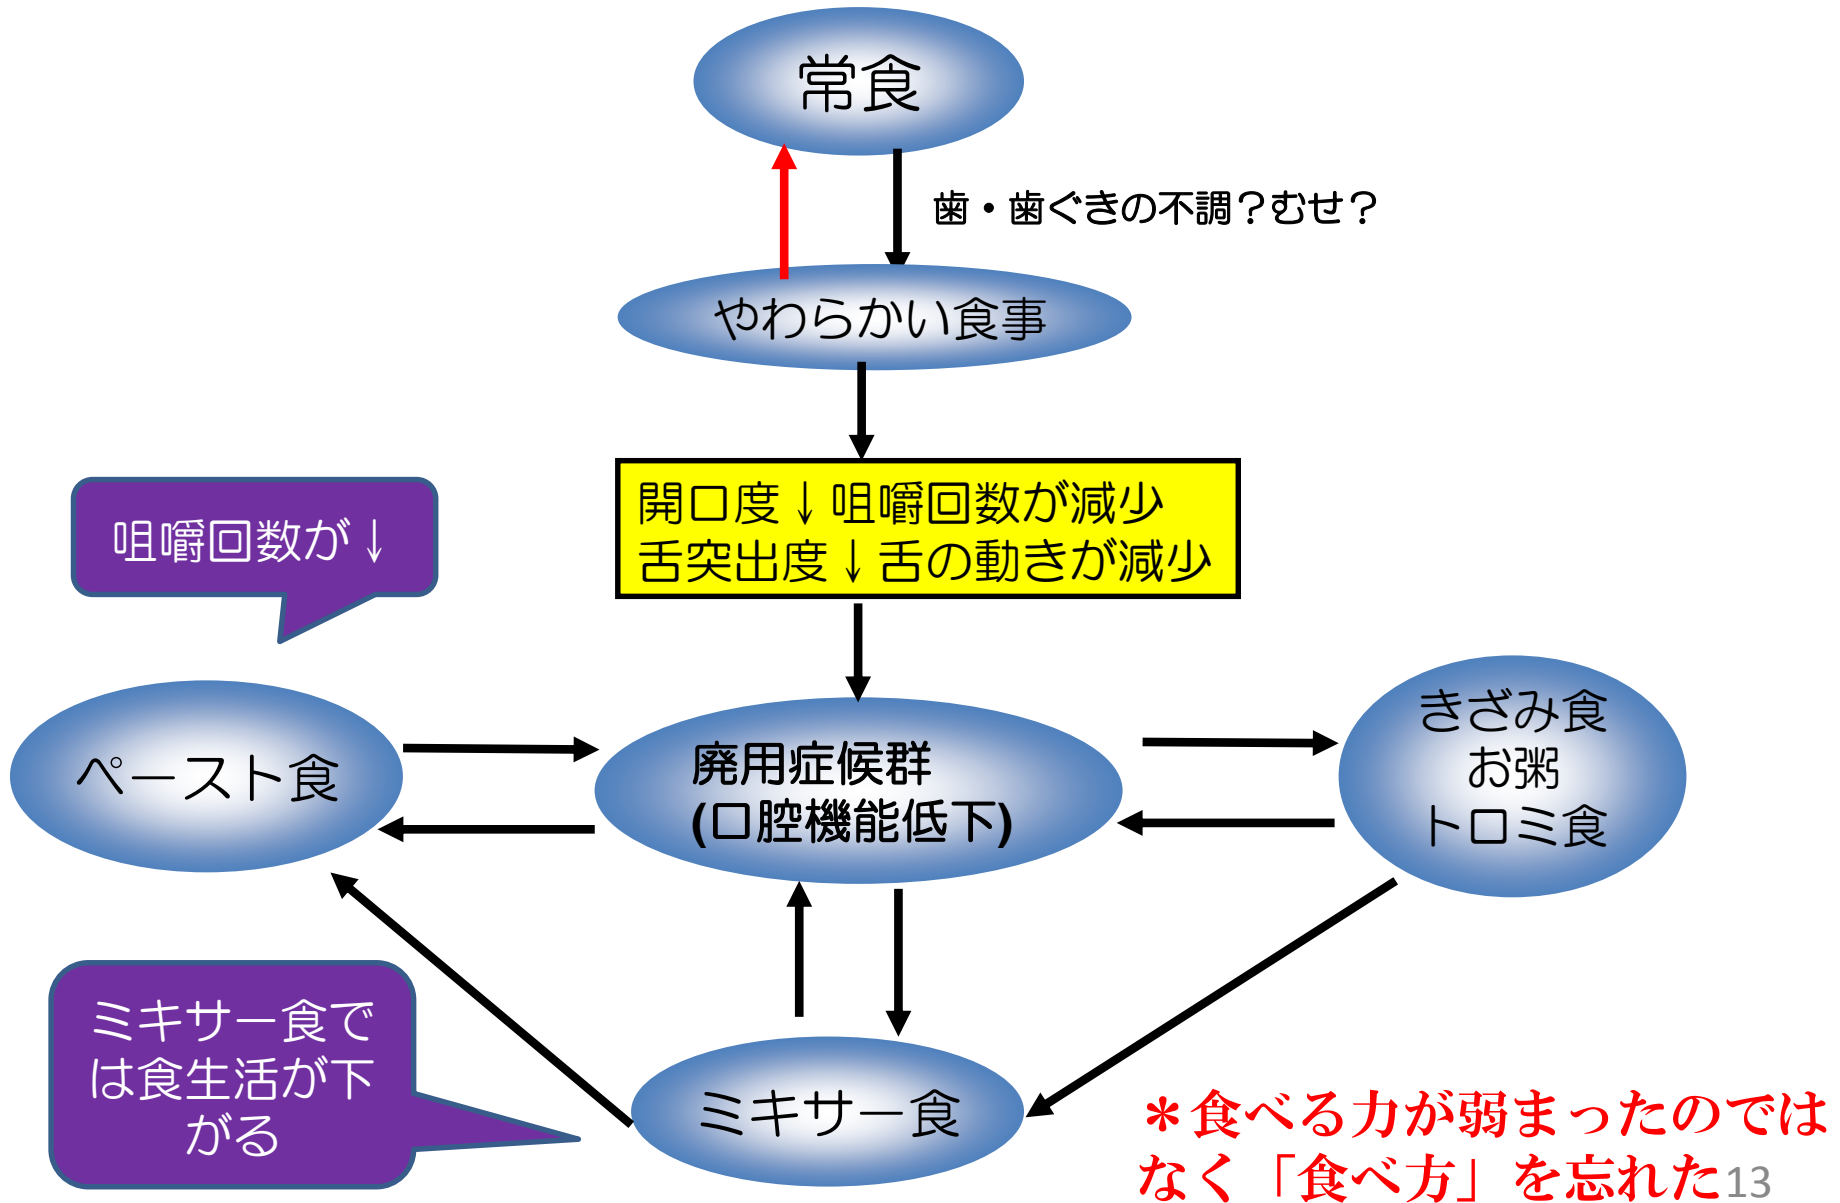 常食
歯・歯ぐきの不調？むせ？
やわらかい食事
開口度↓咀嚼回数が減少
舌突出度↓舌の動きが減少
咀嚼回数が↓
ペースト食
廃用症候群
(口腔機能低下)
きざみ食
お粥
トロミ食
ミキサー食で
は食生活が下
がる
ミキサー食
＊食べる力が弱まったのでは
なく「食べ方」を忘れた
13